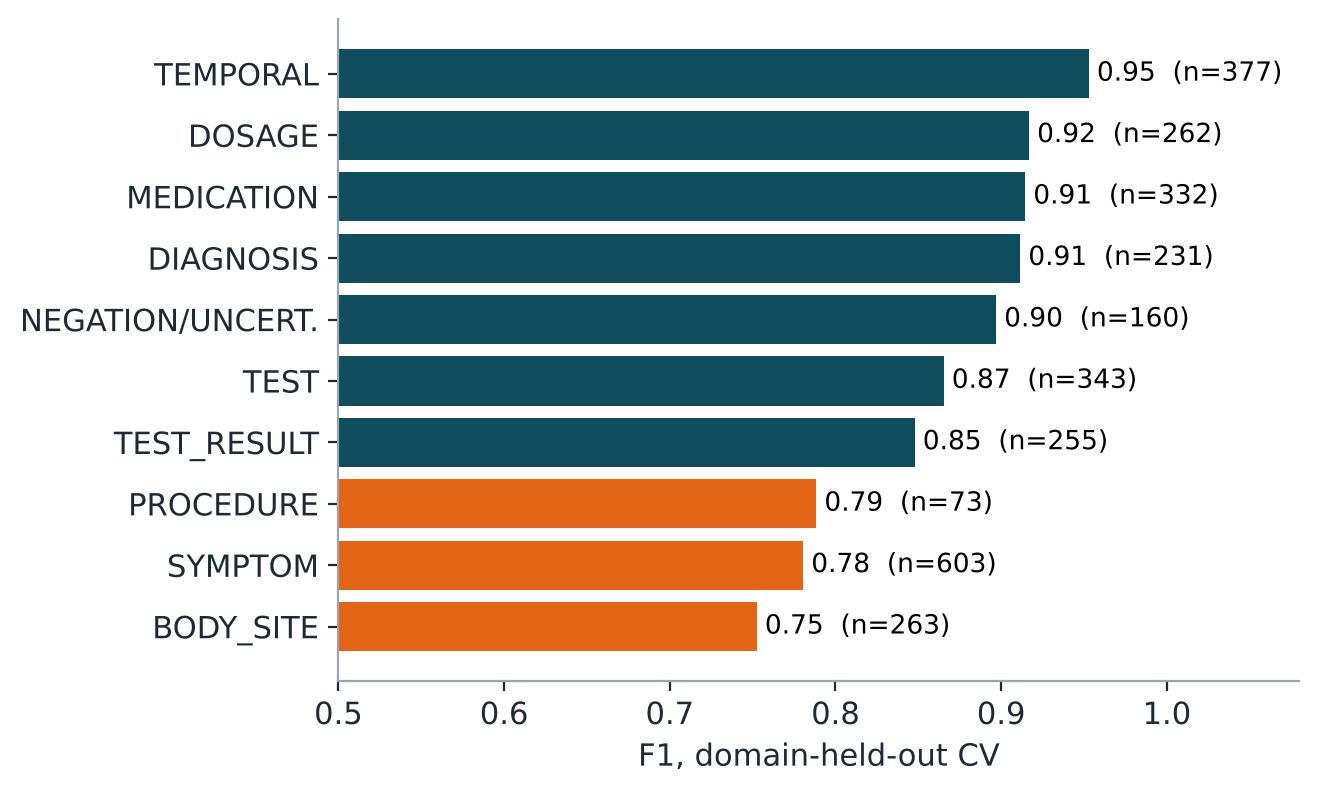 TEMPORAL 0.95 (n=377)
DOSAGE 0.92 (n=262)
MEDICATION 0.91 (n=332)
DIAGNOSIS 0.91 (n=231)
NEGATION/UNCERT. 0.90 (n=160)
TEST 0.87 (n=343)
TEST_RESULT 0.85 (n=255)
PROCEDURE 0.79 (n=73)
SYMPTOM 0.78 (n=603)
BODY_SITE 0.75 (n=263)
0.5 0.6 0.7 0.8 0.9 1.0
F1, domain-held-out CV